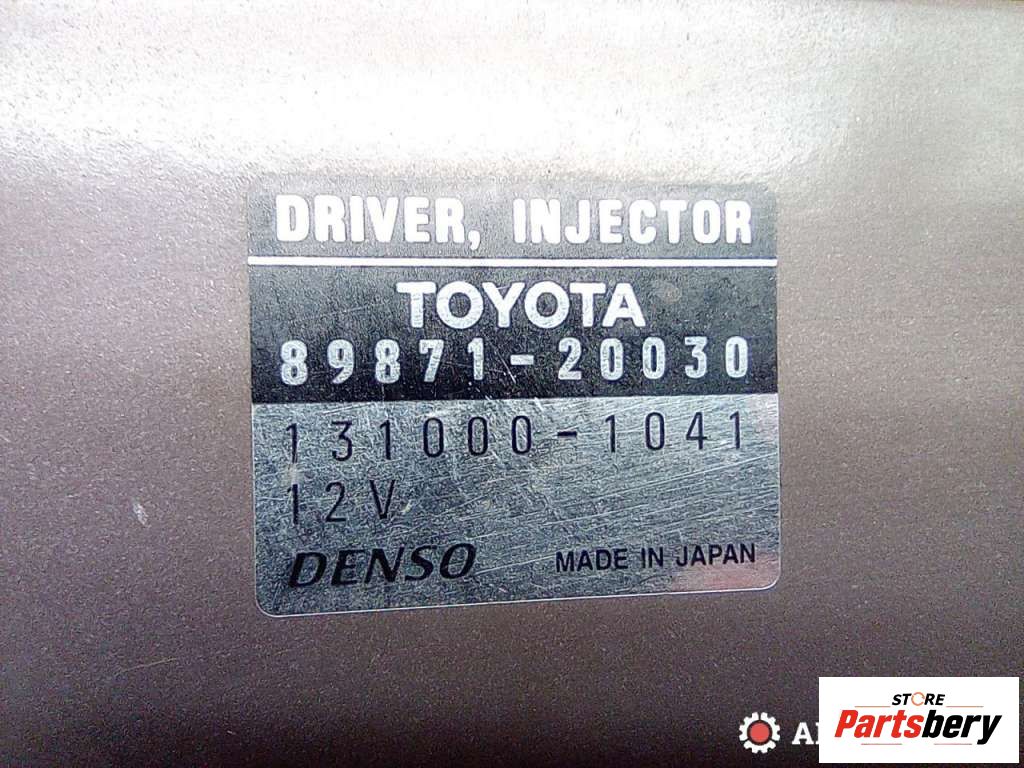 DRIVER, INJECTOR
TOYOTA
89871-20030
131000-1041
12V
DENSO MADE IN JAPAN
STORE
Partsbery